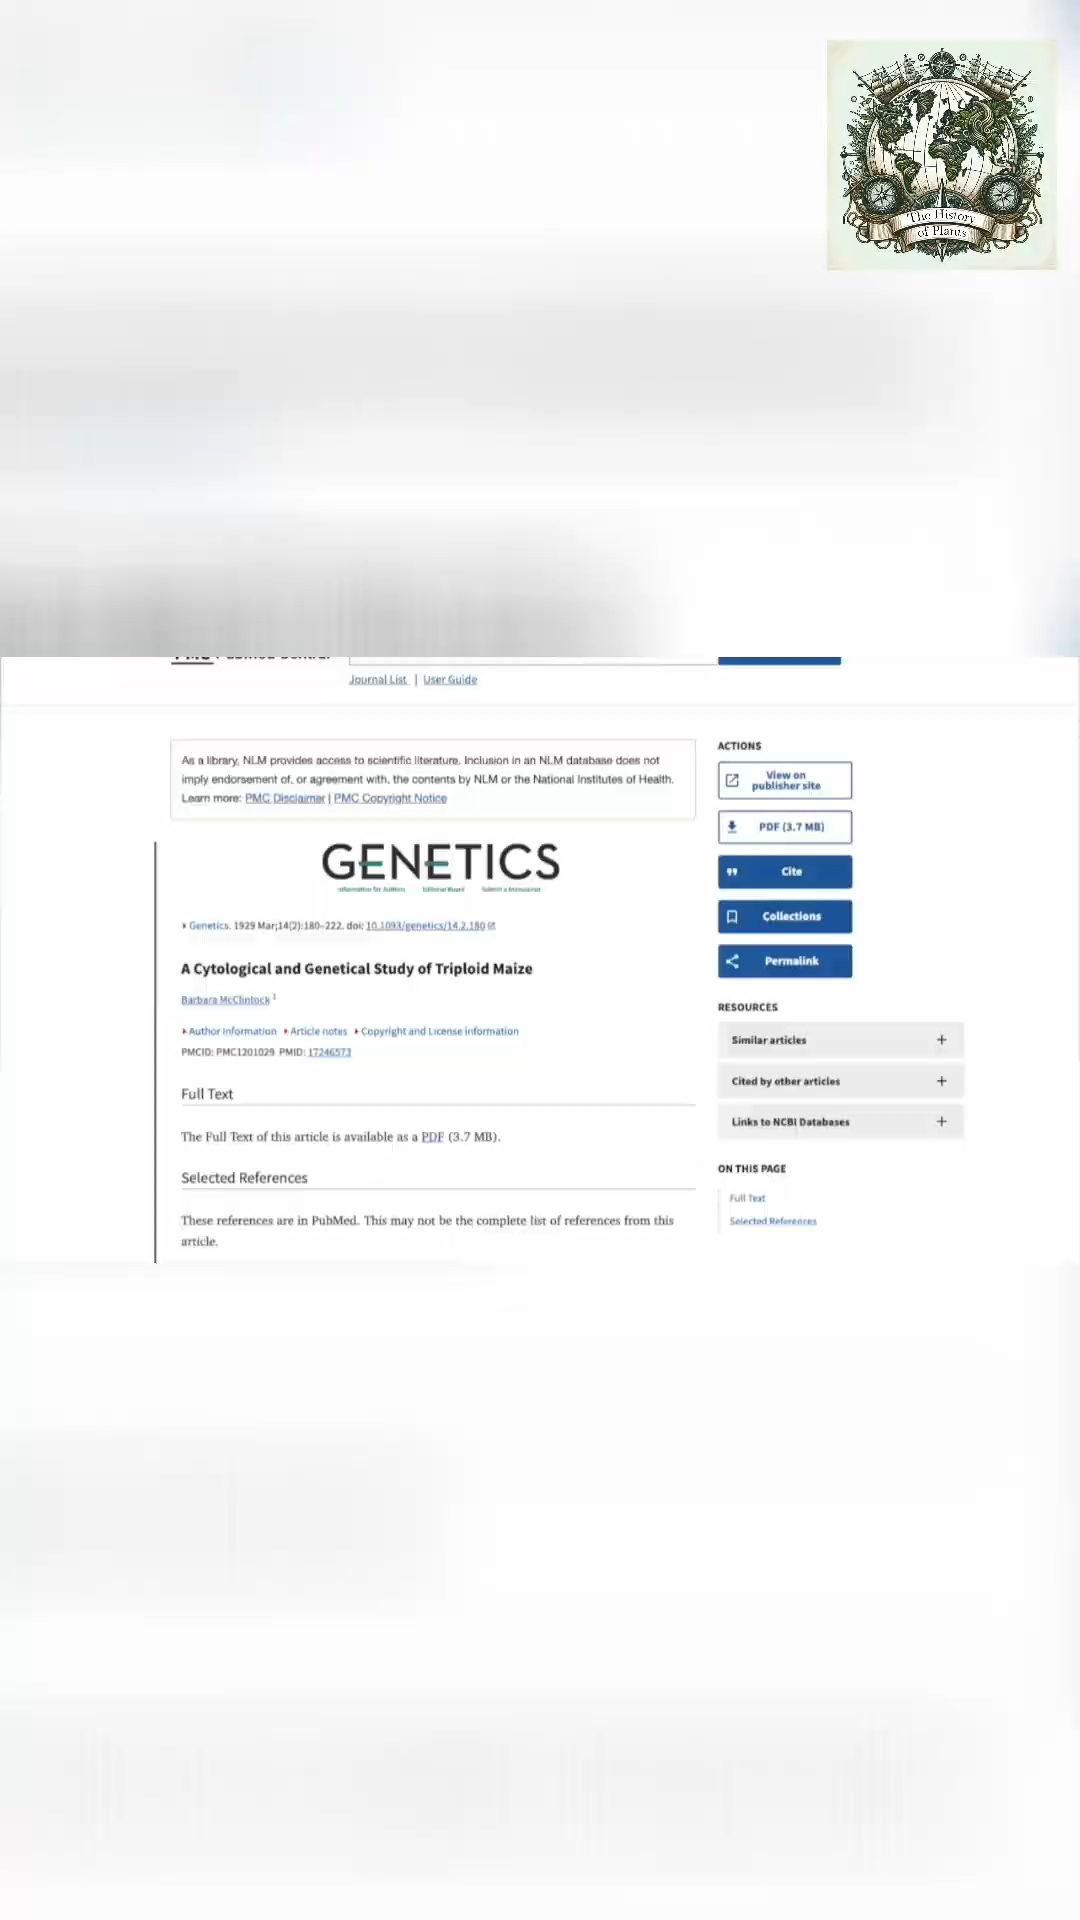 The History
of Plants
Journal List | User Guide
As a library, NLM provides access to scientific literature. Inclusion in an NLM database does not
imply endorsement of, or agreement with, the contents by NLM or the National Institutes of Health.
Learn more: PMC Disclaimer | PMC Copyright Notice
GENETICS
Information for Authors Editorial Board Submit a Manuscript
Genetics. 1929 Mar;14(2):180–222. doi: 10.1093/genetics/14.2.180
A Cytological and Genetical Study of Triploid Maize
Barbara McClintock 1
Author information Article notes Copyright and License information
PMCID: PMC1201029 PMID: 17246573
Full Text
The Full Text of this article is available as a PDF (3.7 MB).
Selected References
These references are in PubMed. This may not be the complete list of references from this
article.
ACTIONS
View on
publisher site
PDF (3.7 MB)
Cite
Collections
Permalink
RESOURCES
Similar articles +
Cited by other articles +
Links to NCBI Databases +
ON THIS PAGE
Full Text
Selected References